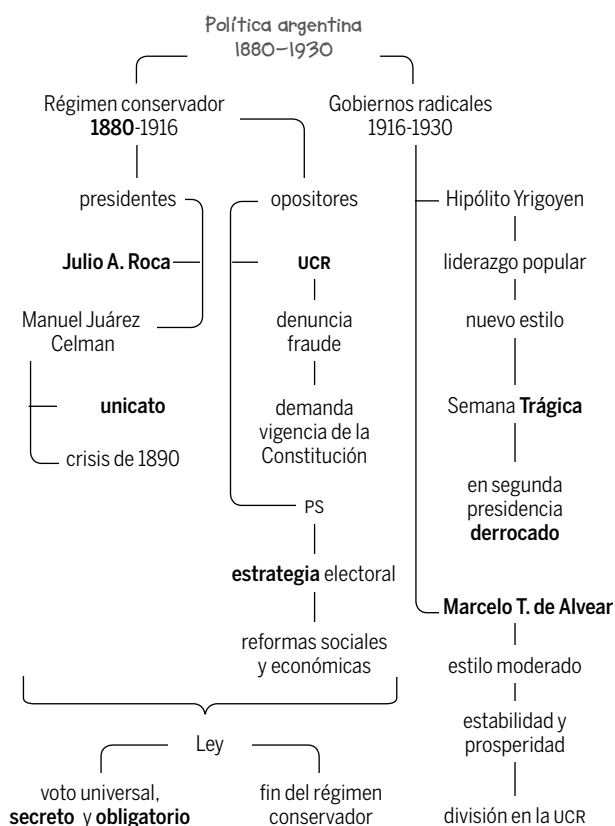 Política argentina
1880–1930
Régimen conservador
1880-1916
Gobiernos radicales
1916-1930
presidentes
opositores
Hipólito Yrigoyen
Julio A. Roca
UCR
liderazgo popular
Manuel Juárez
Celman
denuncia
fraude
nuevo estilo
unicato
demanda
vigencia de la
Constitución
Semana Trágica
crisis de 1890
en segunda
presidencia
derrocado
PS
estrategia electoral
Marcelo T. de Alvear
reformas sociales
y económicas
estilo moderado
estabilidad y
prosperidad
Ley
voto universal,
secreto y obligatorio
fin del régimen
conservador
división en la UCR